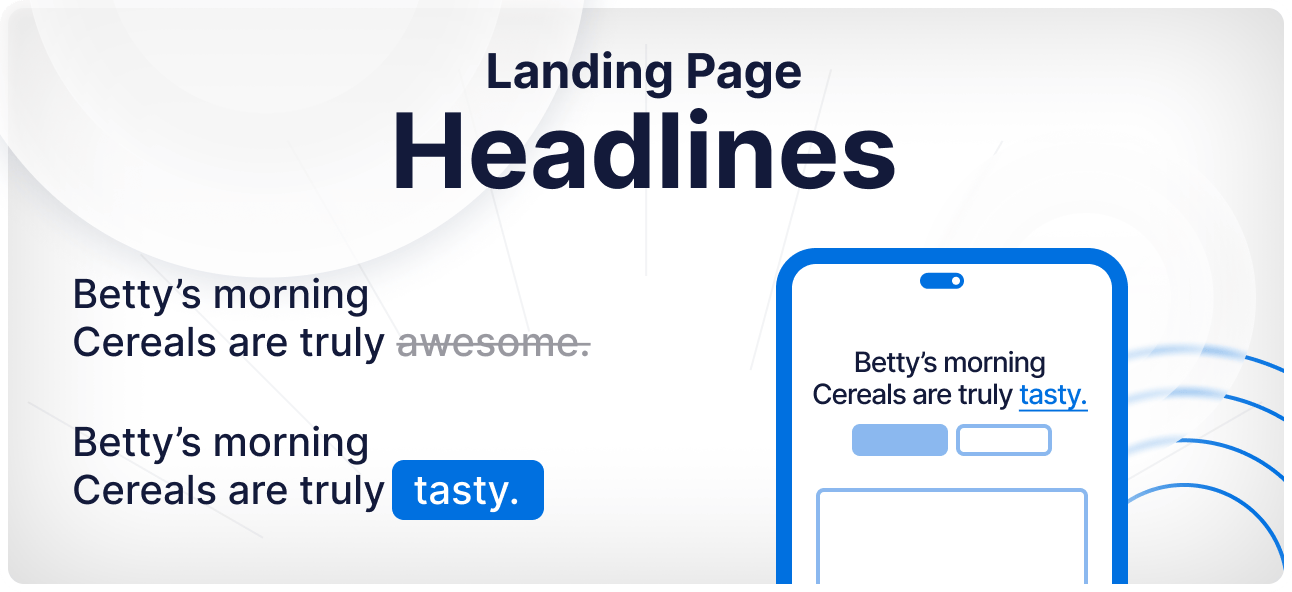 Landing Page
Headlines
Betty’s morning
Cereals are truly awesome.
Betty’s morning
Cereals are truly tasty.
Betty’s morning
Cereals are truly tasty.